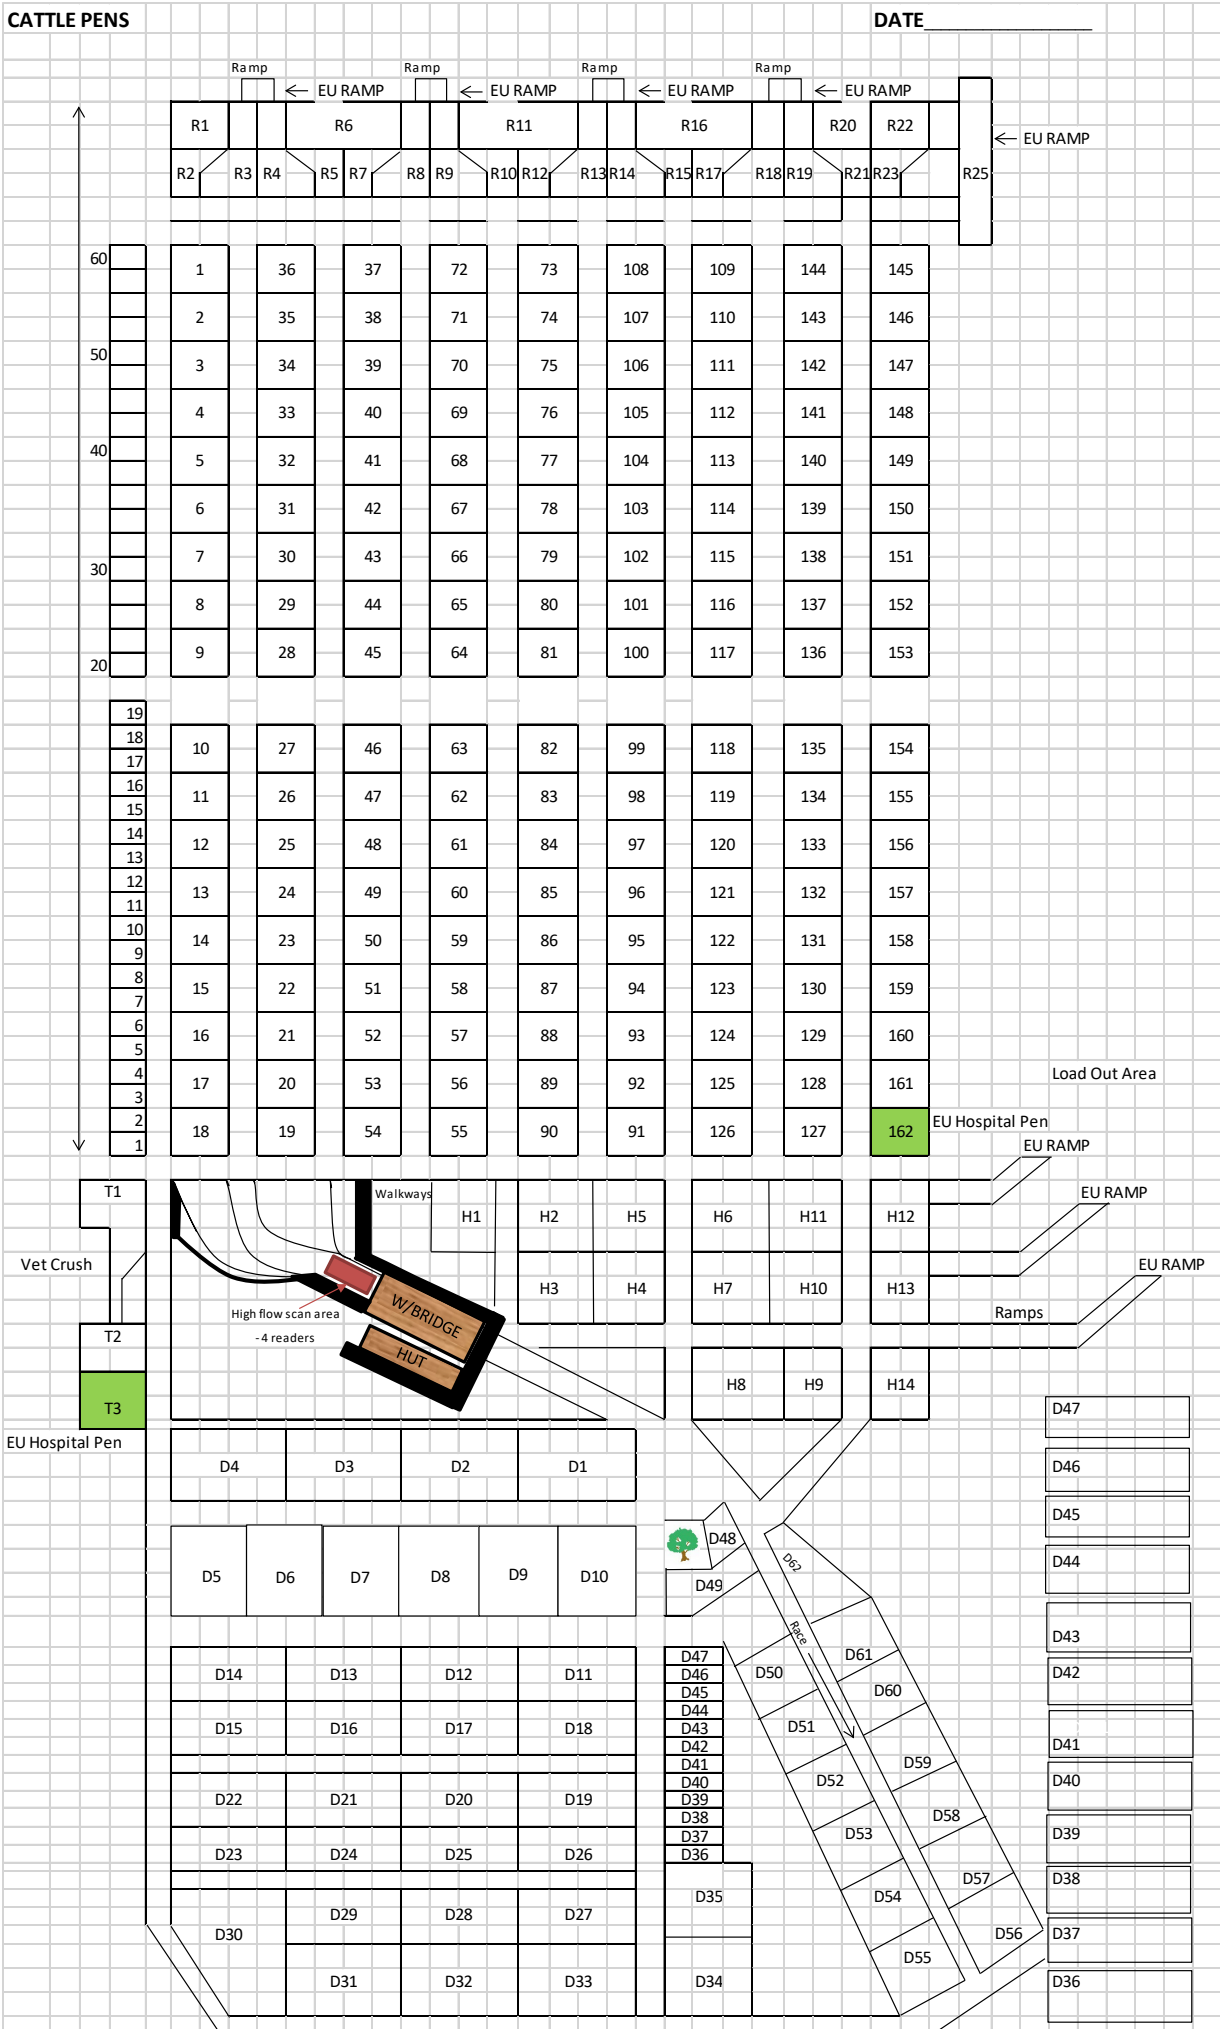 CATTLE PENS DATE____________________
Ramp Ramp Ramp Ramp
EU RAMP EU RAMP EU RAMP EU RAMP
R1 R6 R11 R16 R20 R22
EU RAMP
R2 R3 R4 R5 R7 R8 R9 R10 R12 R13 R14 R15 R17 R18 R19 R21 R23 R25
60
1 36 37 72 73 108 109 144 145
2 35 38 71 74 107 110 143 146
50
3 34 39 70 75 106 111 142 147
4 33 40 69 76 105 112 141 148
40
5 32 41 68 77 104 113 140 149
6 31 42 67 78 103 114 139 150
7 30 43 66 79 102 115 138 151
30
8 29 44 65 80 101 116 137 152
9 28 45 64 81 100 117 136 153
20
19
18
10 27 46 63 82 99 118 135 154
17
16
11 26 47 62 83 98 119 134 155
15
14
12 25 48 61 84 97 120 133 156
13
12
13 24 49 60 85 96 121 132 157
11
10
14 23 50 59 86 95 122 131 158
9
8
15 22 51 58 87 94 123 130 159
7
6
16 21 52 57 88 93 124 129 160
5
4
17 20 53 56 89 92 125 128 161
Load Out Area
3
2
EU Hospital Pen
18 19 54 55 90 91 126 127 162
1
EU RAMP
T1 Walkways EU RAMP
H1 H2 H5 H6 H11 H12
Vet Crush EU RAMP
H3 H4 H7 H10 H13
W/BRIDGE
High flow scan area
- 4 readers
Ramps
T2
HUT
H8 H9 H14
T3 D47
EU Hospital Pen
D4 D3 D2 D1 D46
D45
D48
D62 D44
D5 D6 D7 D8 D9 D10
D49
Race
D43
D47
D61
D14 D13 D12 D11 D46 D50 D42
D45
D60
D44
D15 D16 D17 D18 D43 D51
D42 D41
D41
D59
D40 D52 D40
D22 D21 D20 D19 D39
D38 D58
D37 D53 D39
D23 D24 D25 D26 D36
D57 D38
D35 D54
D29 D28 D27
D30 D56 D37
D55
D31 D32 D33 D34 D36